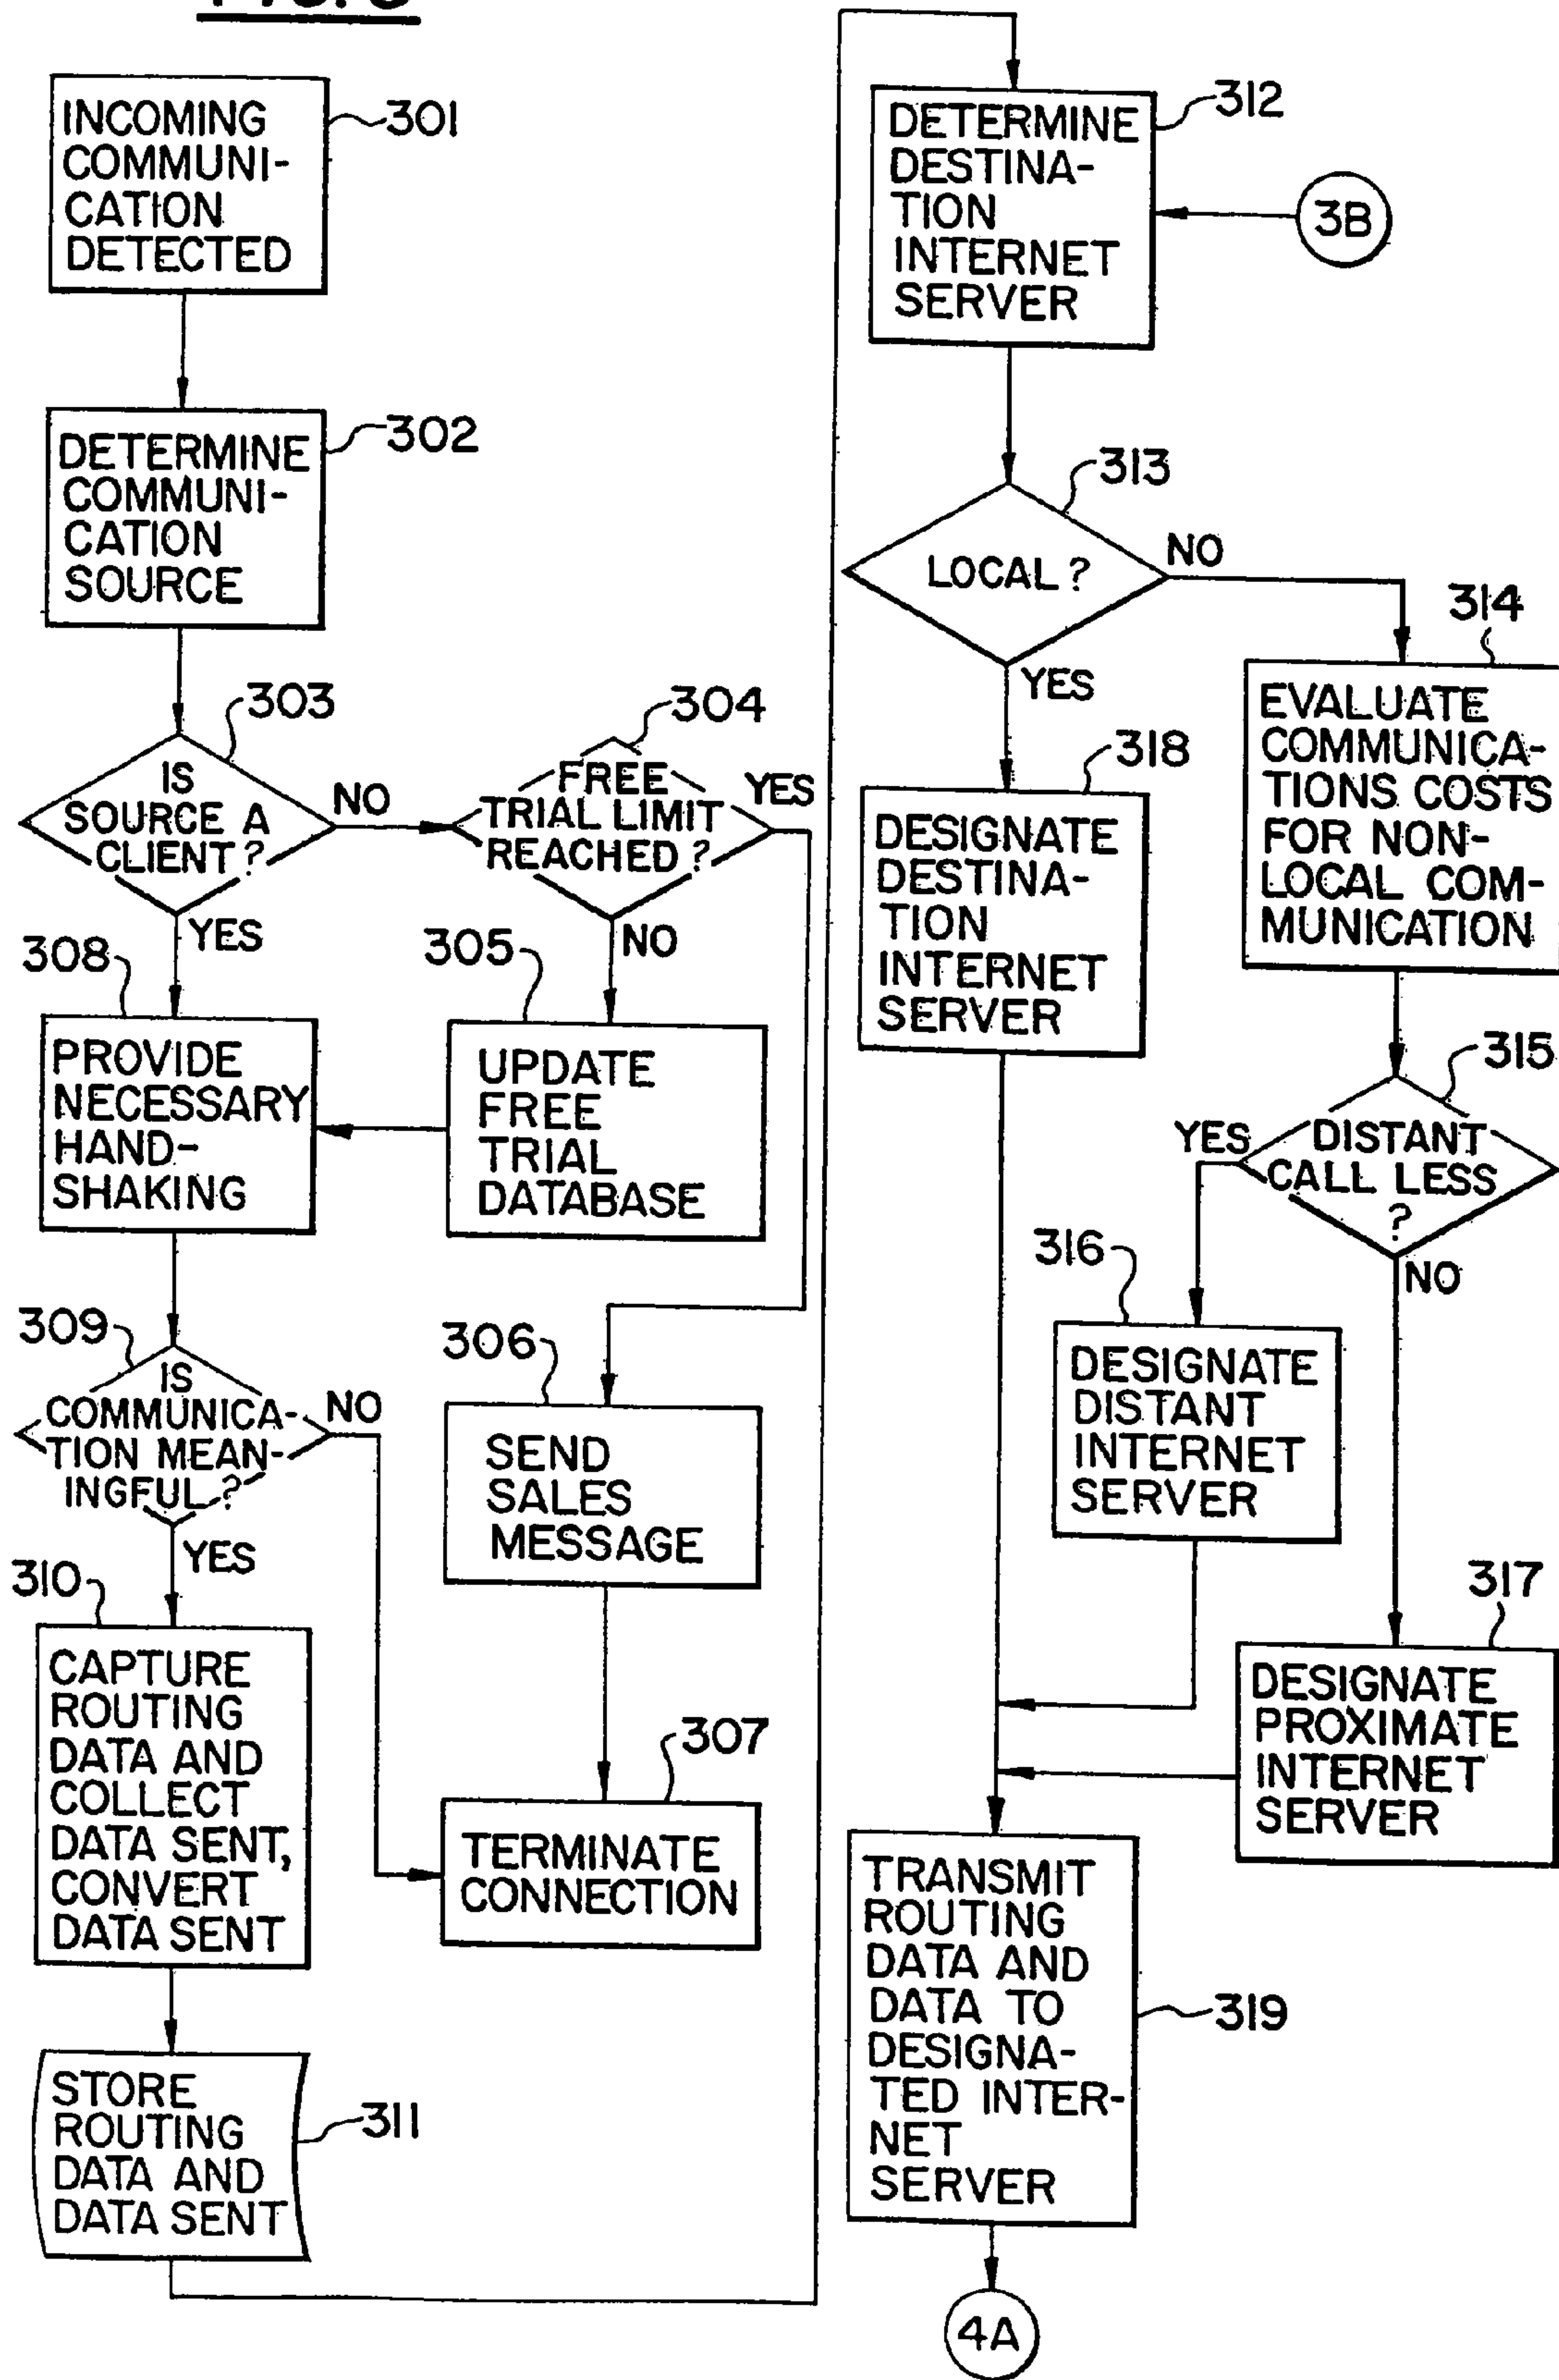 INCOMING
COMMUNI-
CATION
DETECTED
301
DETERMINE
COMMUNI-
CATION
SOURCE
302
303
IS
SOURCE A
CLIENT?
NO
YES
304
FREE
TRIAL LIMIT
REACHED?
YES
NO
305
UPDATE
FREE
TRIAL
DATABASE
308
PROVIDE
NECESSARY
HAND-
SHAKING
309
IS
COMMUNICA-
TION MEAN-
INGFUL?
NO
YES
306
SEND
SALES
MESSAGE
307
TERMINATE
CONNECTION
310
CAPTURE
ROUTING
DATA AND
COLLECT
DATA SENT,
CONVERT
DATA SENT
STORE
ROUTING
DATA AND
DATA SENT
311
DETERMINE
DESTINA-
TION
INTERNET
SERVER
312
3B
313
LOCAL?
NO
YES
314
EVALUATE
COMMUNICA-
TIONS COSTS
FOR NON-
LOCAL COM-
MUNICATION
318
DESIGNATE
DESTINA-
TION
INTERNET
SERVER
315
DISTANT
CALL LESS
?
YES
NO
316
DESIGNATE
DISTANT
INTERNET
SERVER
317
DESIGNATE
PROXIMATE
INTERNET
SERVER
TRANSMIT
ROUTING
DATA AND
DATA TO
DESIGNA-
TED INTER-
NET
SERVER
319
4A